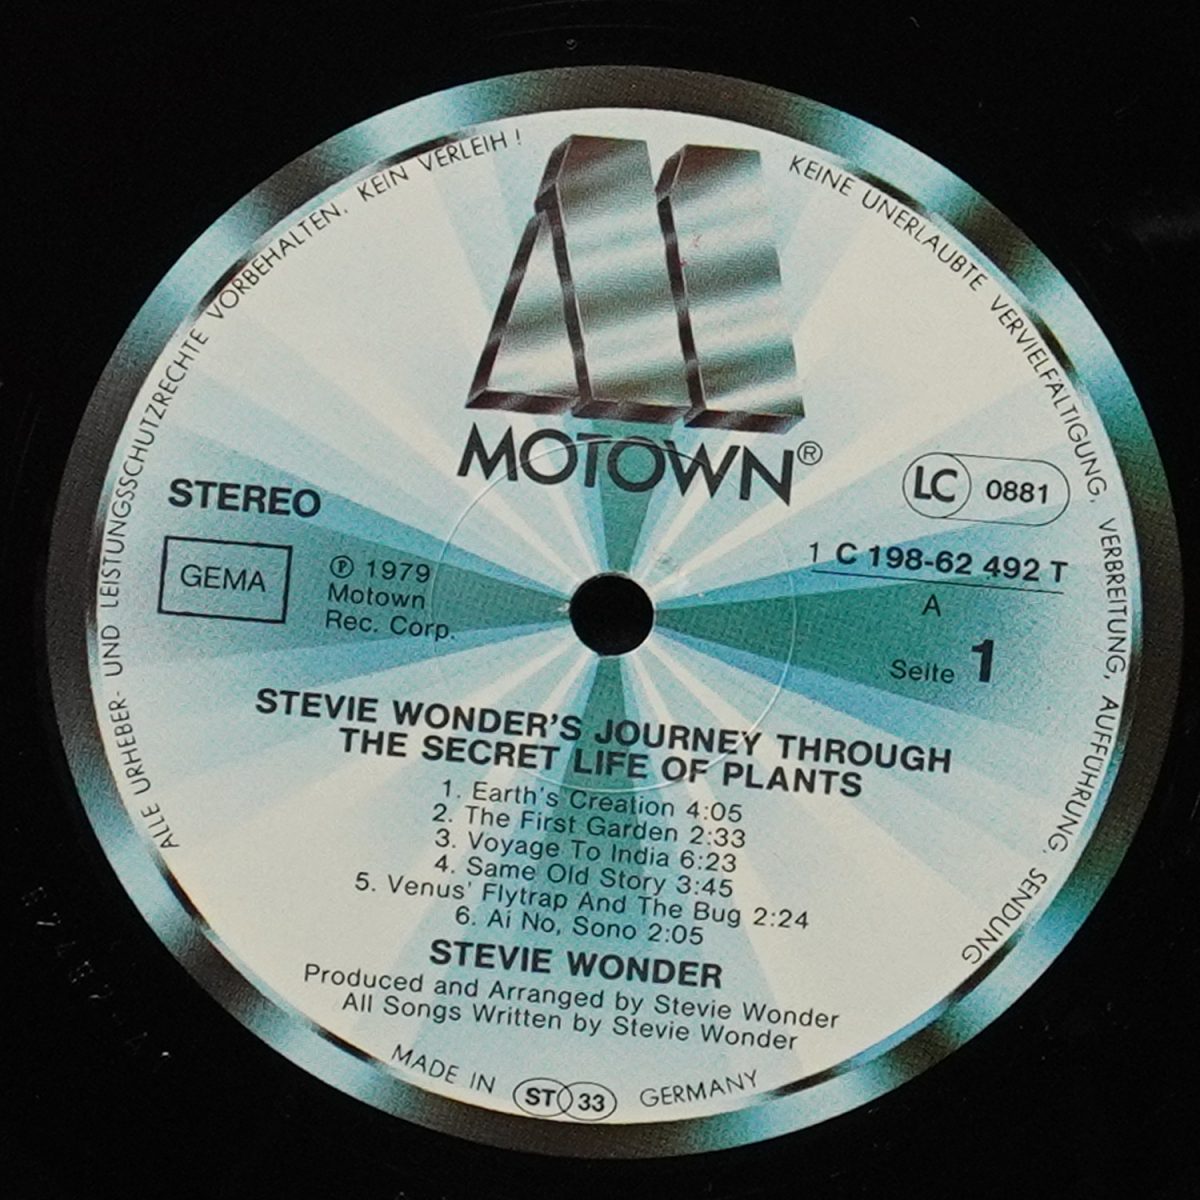 ALLE URHEBER- UND LEISTUNGSSCHUTZRECHTE VORBEHALTEN. KEIN VERLEIH!
KEINE UNERLAUBTE VERVIELFÄLTIGUNG, VERBREITUNG, AUFFÜHRUNG, SENDUNG
MOTOWN®
STEREO
GEMA
℗ 1979
Motown
Rec. Corp.
LC 0881
1 C 198-62 492 T
A
Seite 1
STEVIE WONDER'S JOURNEY THROUGH
THE SECRET LIFE OF PLANTS
1. Earth's Creation 4:05
2. The First Garden 2:33
3. Voyage To India 6:23
4. Same Old Story 3:45
5. Venus' Flytrap And The Bug 2:24
6. Ai No, Sono 2:05
STEVIE WONDER
Produced and Arranged by Stevie Wonder
All Songs Written by Stevie Wonder
MADE IN ST 33 GERMANY